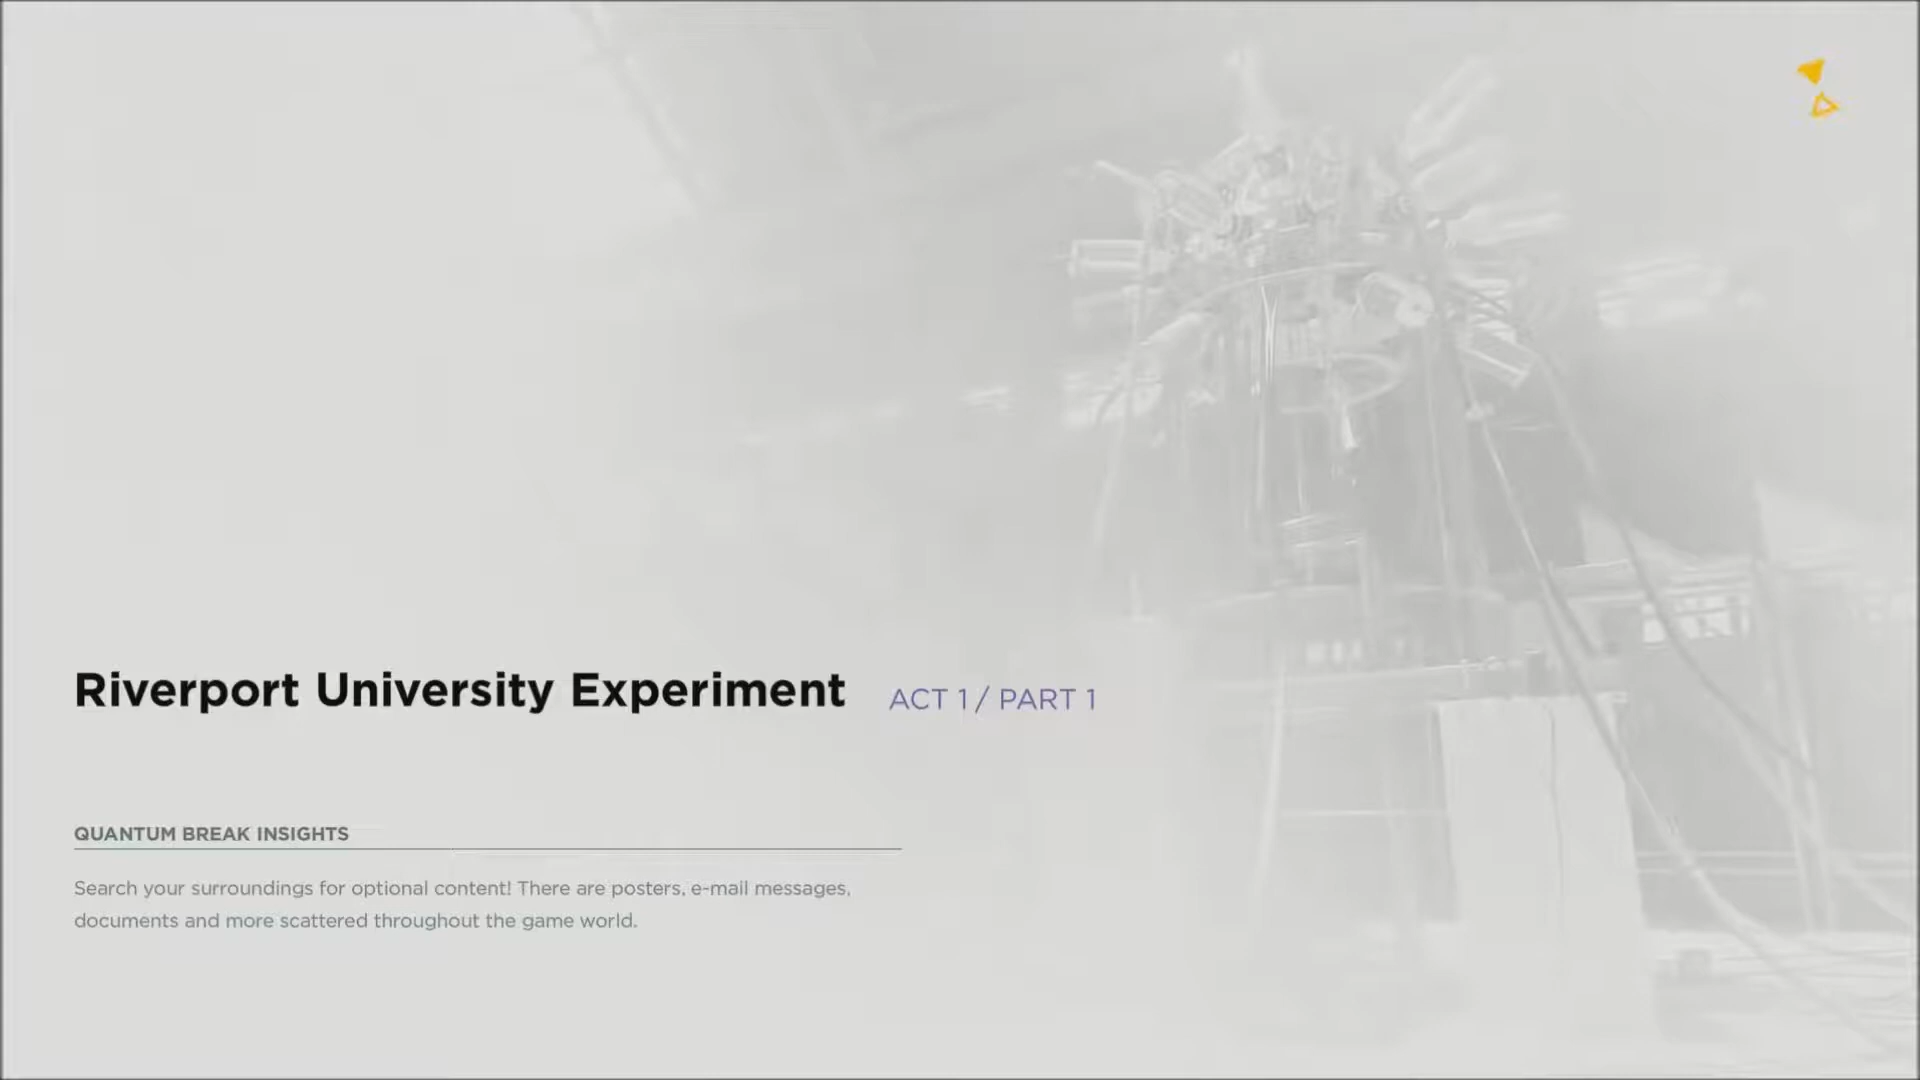 Riverport University Experiment ACT 1 / PART 1
QUANTUM BREAK INSIGHTS
Search your surroundings for optional content! There are posters, e-mail messages,
documents and more scattered throughout the game world.